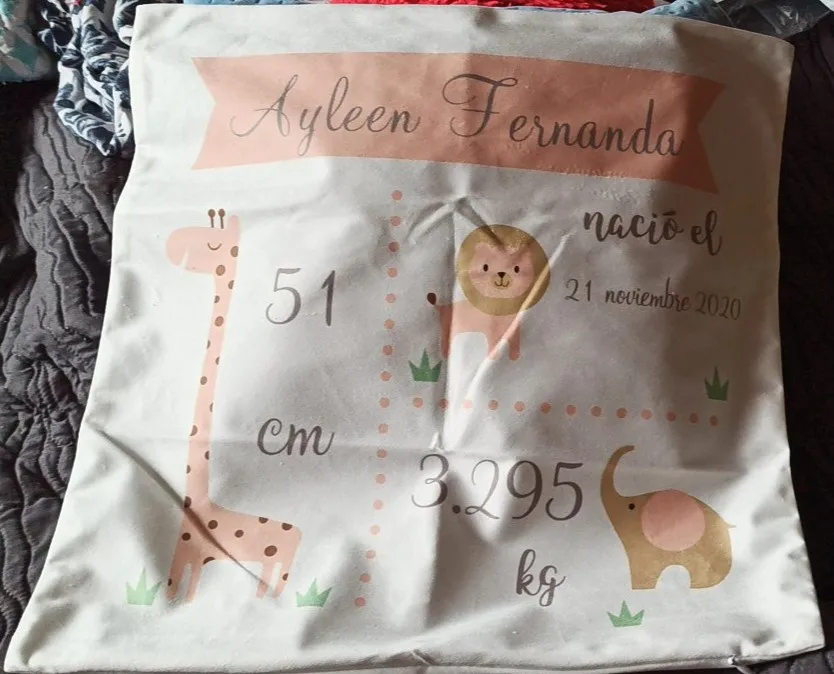 Ayleen Fernanda
51
cm
nació el
21 noviembre 2020
3.295
kg